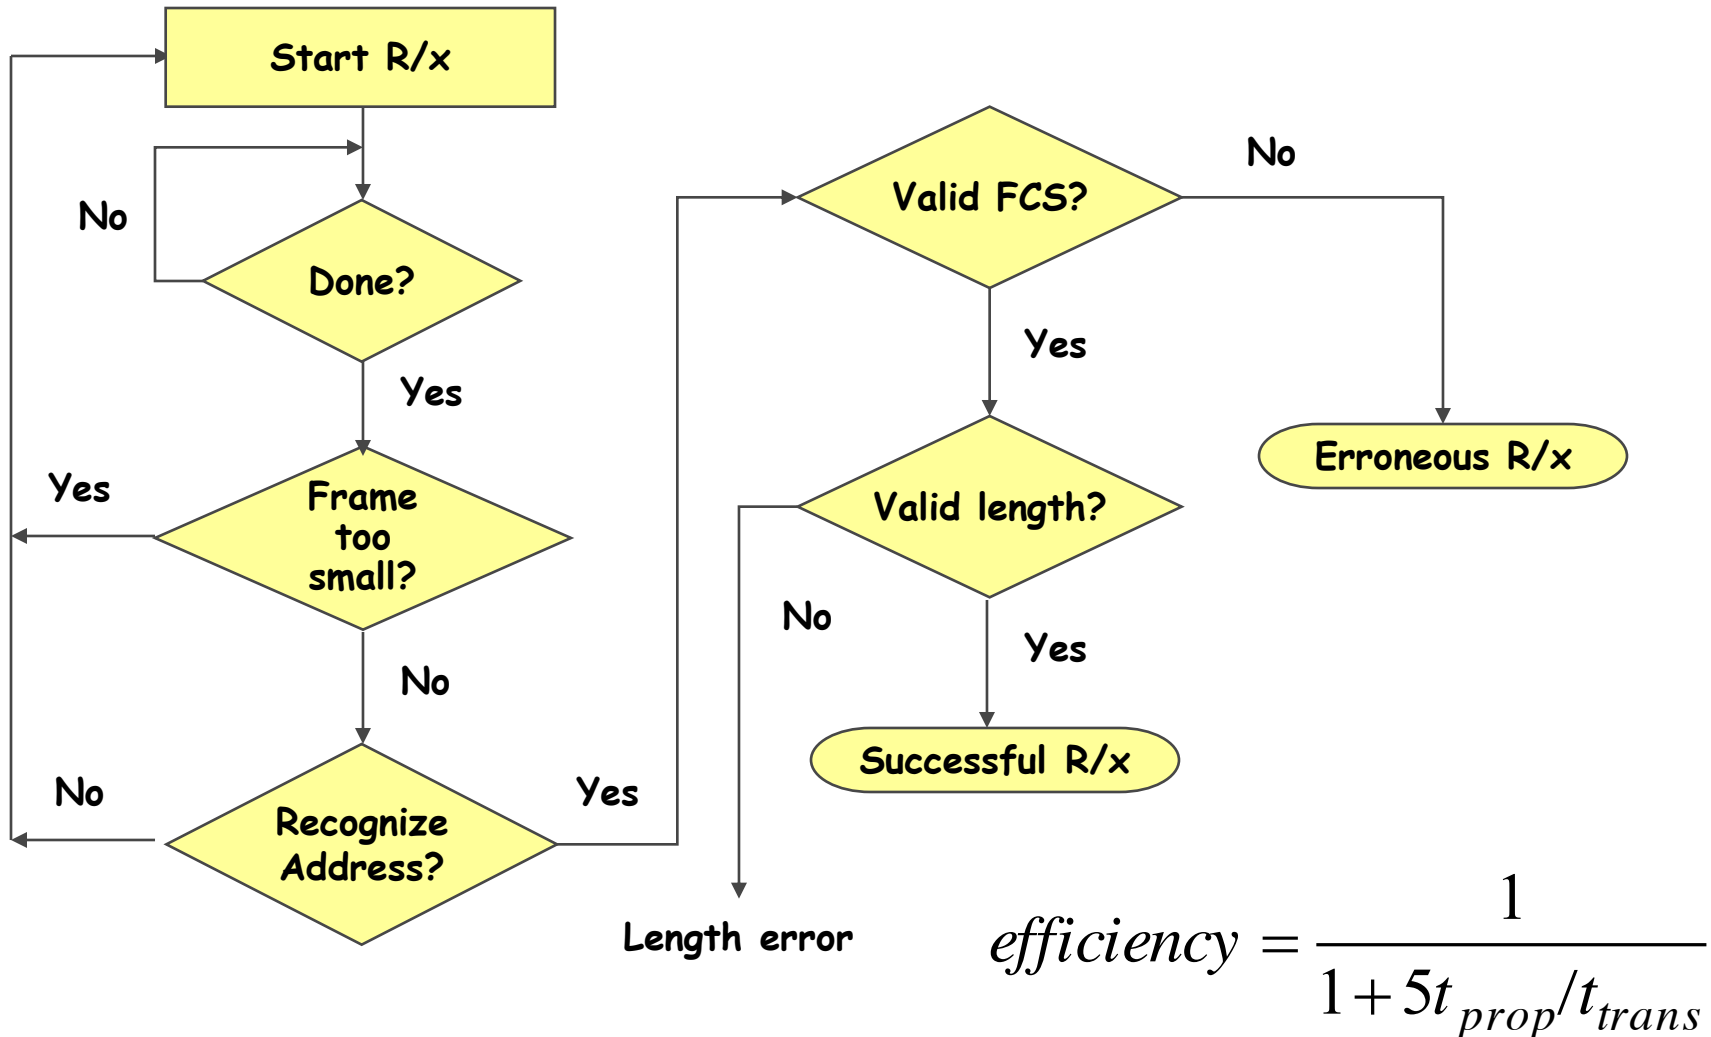 Start R/x
No
Done?
Yes
Yes
Frame
too
small?
No
No
Recognize
Address?
Yes
Valid FCS?
No
Yes
Erroneous R/x
Valid length?
No
Yes
Successful R/x
Length error
efficiency = 1 / (1 + 5t_prop/t_trans)